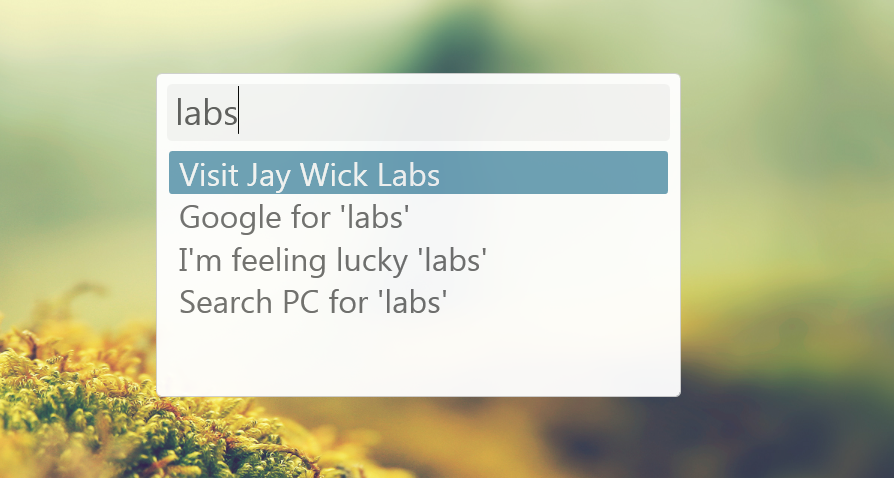 labs
Visit Jay Wick Labs
Google for 'labs'
I'm feeling lucky 'labs'
Search PC for 'labs'